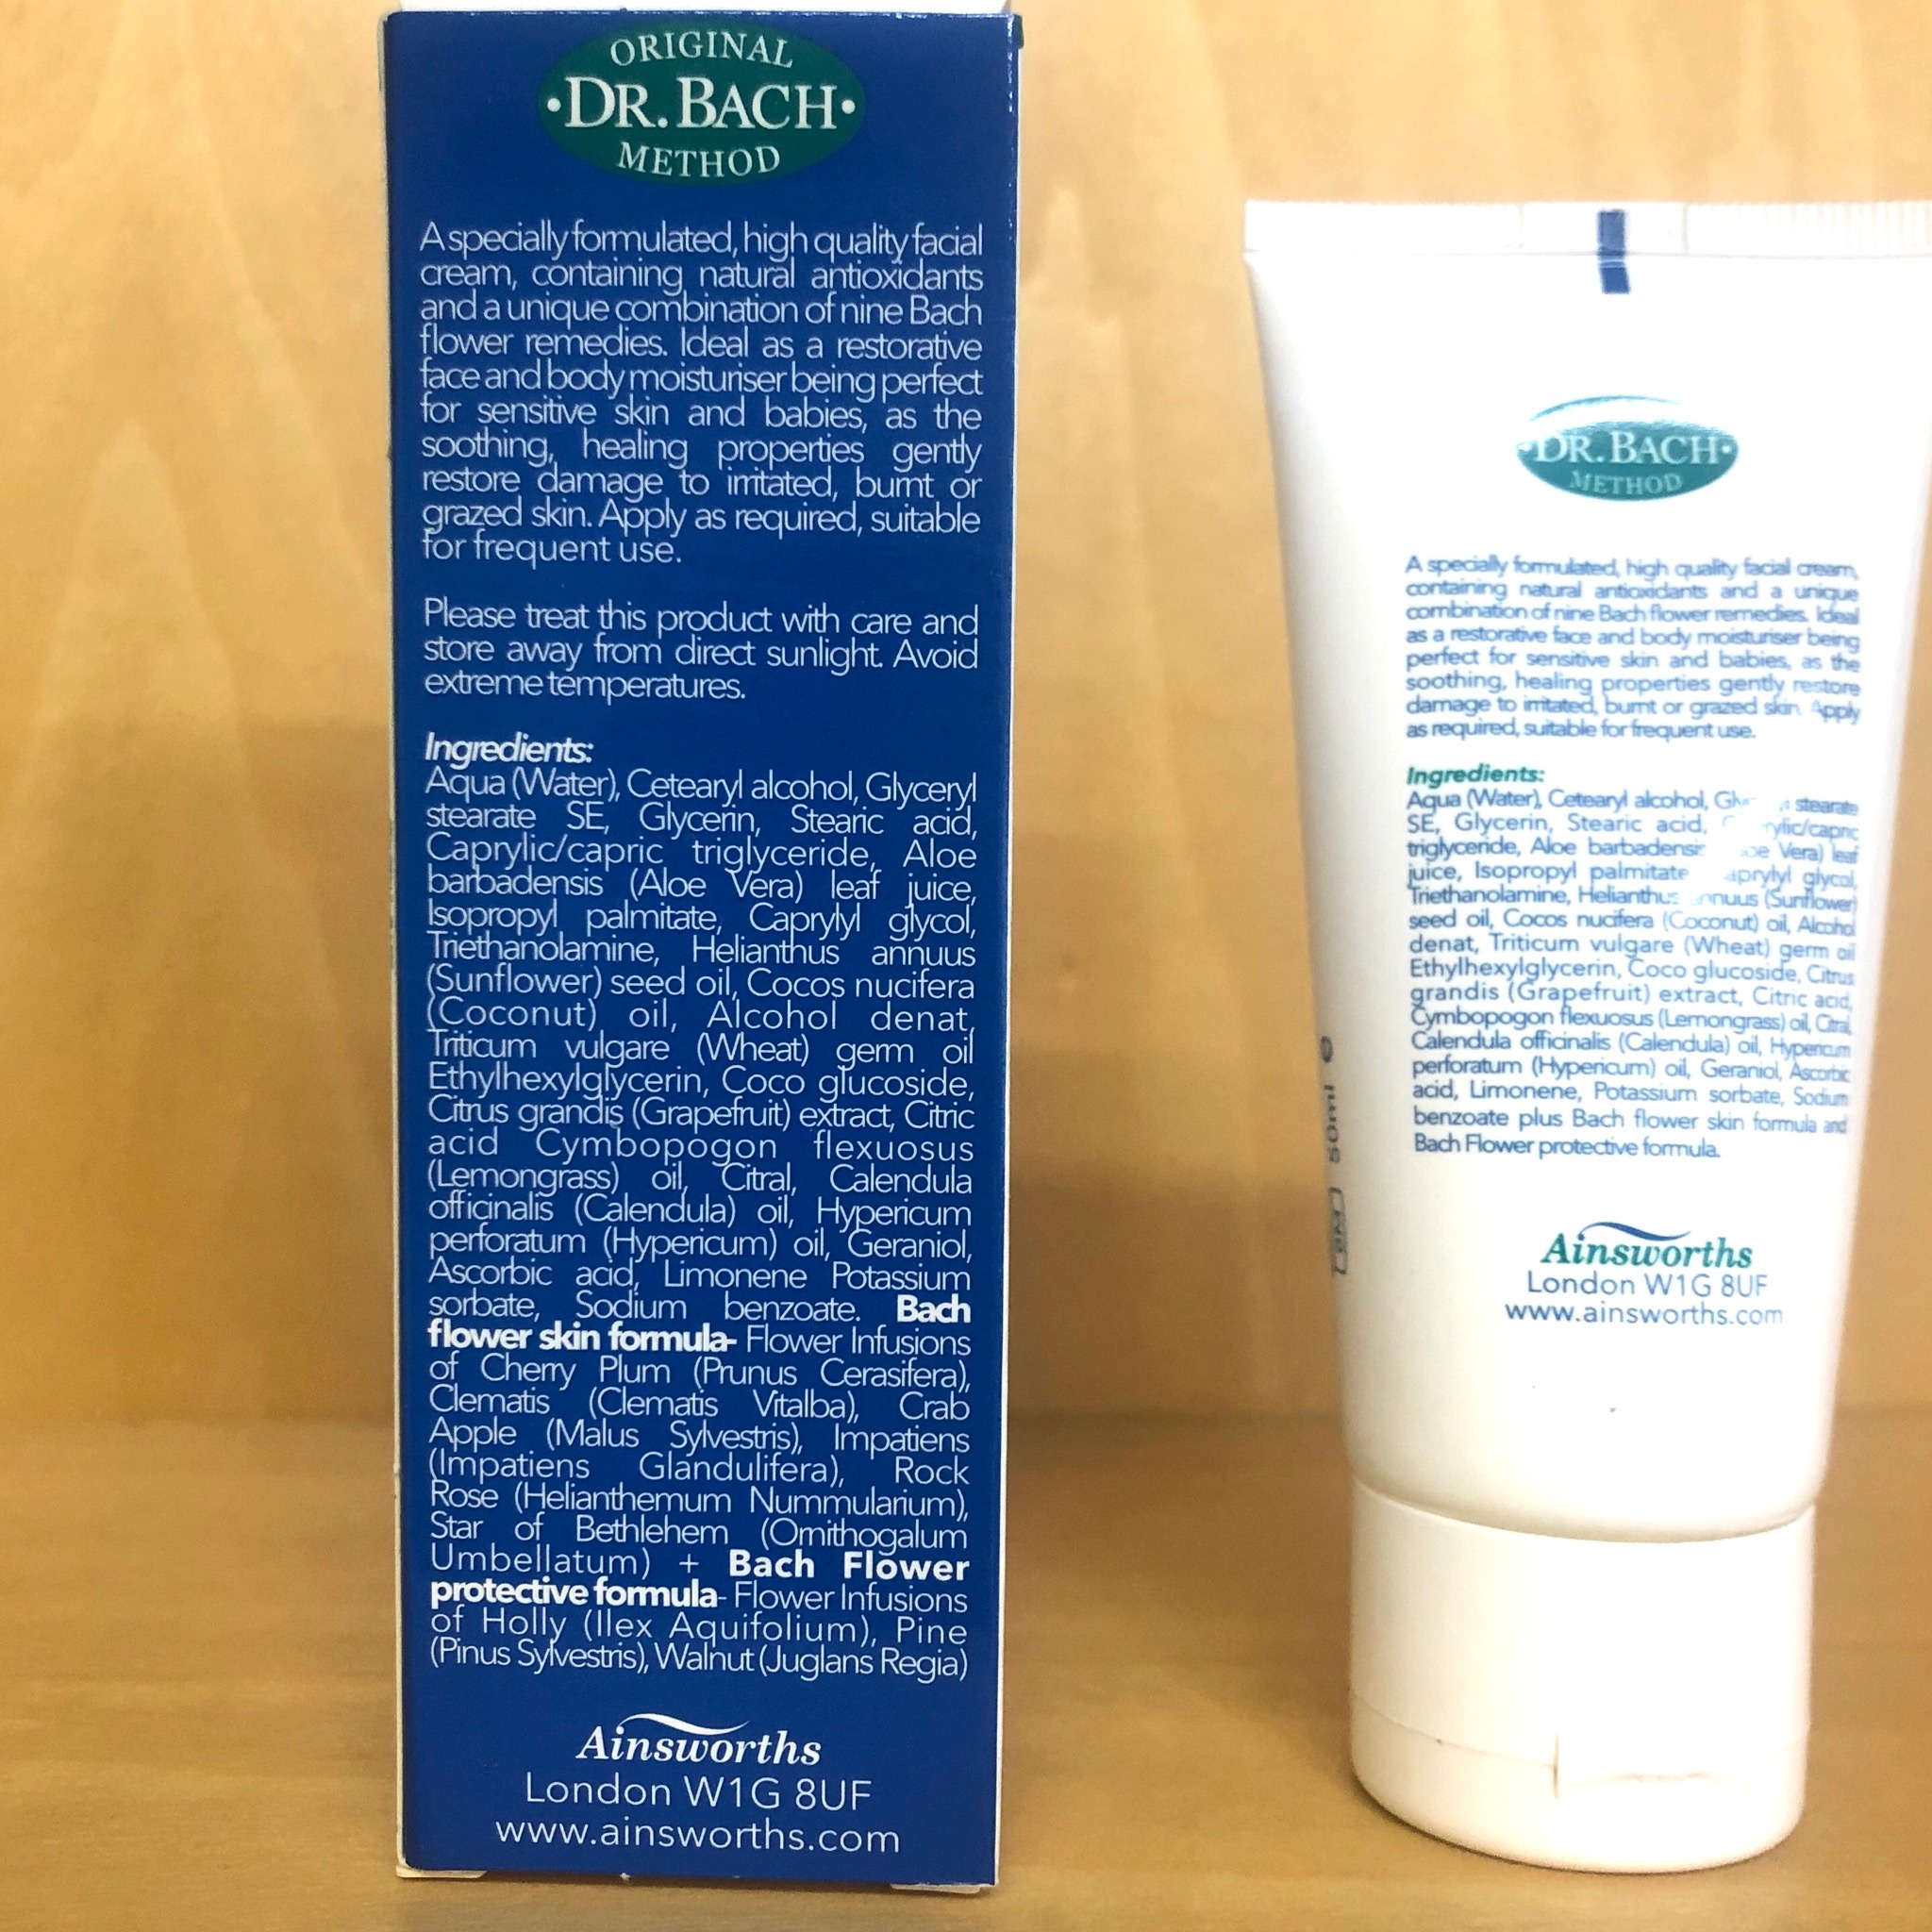 ORIGINAL
•DR. BACH•
METHOD
A specially formulated, high quality facial
cream, containing natural antioxidants
and a unique combination of nine Bach
flower remedies. Ideal as a restorative
face and body moisturiser being perfect
for sensitive skin and babies, as the
soothing, healing properties gently
restore damage to irritated, burnt or
grazed skin. Apply as required, suitable
for frequent use.
Please treat this product with care and
store away from direct sunlight. Avoid
extreme temperatures.
Ingredients:
Aqua (Water), Cetearyl alcohol, Glyceryl
stearate SE, Glycerin, Stearic acid,
Caprylic/capric triglyceride, Aloe
barbadensis (Aloe Vera) leaf juice,
Isopropyl palmitate, Caprylyl glycol,
Triethanolamine, Helianthus annuus
(Sunflower) seed oil, Cocos nucifera
(Coconut) oil, Alcohol denat,
Triticum vulgare (Wheat) germ oil
Ethylhexylglycerin, Coco glucoside,
Citrus grandis (Grapefruit) extract, Citric
acid Cymbopogon flexuosus
(Lemongrass) oil, Citral, Calendula
officinalis (Calendula) oil, Hypericum
perforatum (Hypericum) oil, Geraniol,
Ascorbic acid, Limonene Potassium
sorbate, Sodium benzoate. Bach
flower skin formula- Flower Infusions
of Cherry Plum (Prunus Cerasifera),
Clematis (Clematis Vitalba), Crab
Apple (Malus Sylvestris), Impatiens
(Impatiens Glandulifera), Rock
Rose (Helianthemum Nummularium),
Star of Bethlehem (Ornithogalum
Umbellatum) + Bach Flower
protective formula- Flower Infusions
of Holly (Ilex Aquifolium), Pine
(Pinus Sylvestris), Walnut (Juglans Regia)
Ainsworths
London W1G 8UF
www.ainsworths.com
•DR. BACH•
METHOD
A specially formulated, high quality facial cream,
containing natural antioxidants and a unique
combination of nine Bach flower remedies. Ideal
as a restorative face and body moisturiser being
perfect for sensitive skin and babies, as the
soothing, healing properties gently restore
damage to irritated, burnt or grazed skin. Apply
as required, suitable for frequent use.
Ingredients:
Aqua (Water), Cetearyl alcohol, stearate
SE, Glycerin, Stearic acid,
triglyceride, Aloe barbadensis Vera) leaf
juice, Isopropyl palmitate glycol,
Triethanolamine, Helianthus (Sunflower)
seed oil, Cocos nucifera (Coconut) oil, Alcohol
denat, Triticum vulgare (Wheat) germ oil
Ethylhexylglycerin, Coco glucoside, Citrus
grandis (Grapefruit) extract, Citric acid,
Cymbopogon flexuosus (Lemongrass) oil, Citral,
Calendula officinalis (Calendula) oil, Hypericum
perforatum (Hypericum) oil, Geraniol, Ascorbic
acid, Limonene, Potassium sorbate, Sodium
benzoate plus Bach flower skin formula and
Bach Flower protective formula.
50ml e
Ainsworths
London W1G 8UF
www.ainsworths.com